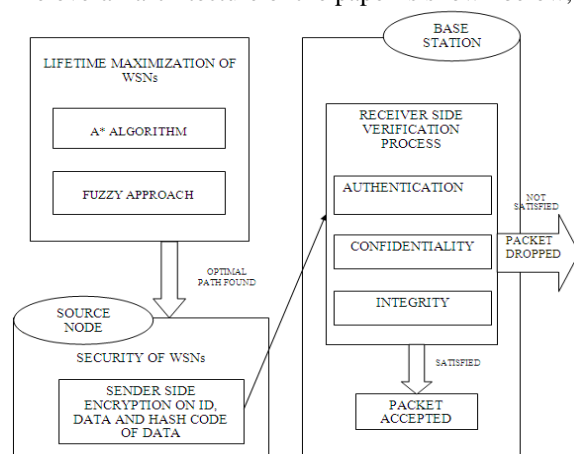 LIFETIME MAXIMIZATION OF
WSNs
A* ALGORITHM
FUZZY APPROACH
OPTIMAL
PATH FOUND
SOURCE
NODE
SECURITY OF WSNs
SENDER SIDE
ENCRYPTION ON ID,
DATA AND HASH CODE
OF DATA
BASE
STATION
RECEIVER SIDE
VERIFICATION
PROCESS
AUTHENTICATION
CONFIDENTIALITY
INTEGRITY
NOT
SATISFIED
PACKET
DROPPED
SATISFIED
PACKET
ACCEPTED